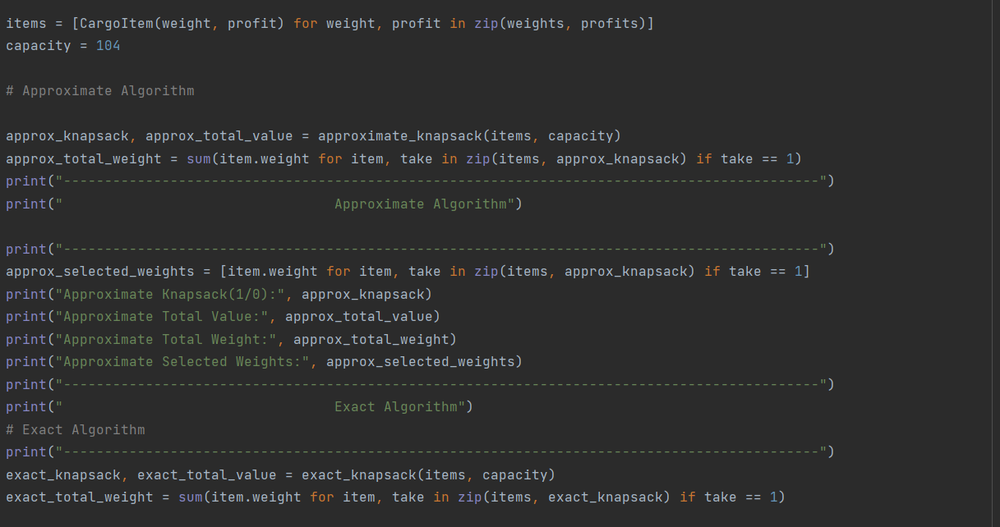 items = [CargoItem(weight, profit) for weight, profit in zip(weights, profits)]
capacity = 104
# Approximate Algorithm
approx_knapsack, approx_total_value = approximate_knapsack(items, capacity)
approx_total_weight = sum(item.weight for item, take in zip(items, approx_knapsack) if take == 1)
print("--------------------------------------------------------------------------------------------")
print("                                 Approximate Algorithm")
print("--------------------------------------------------------------------------------------------")
approx_selected_weights = [item.weight for item, take in zip(items, approx_knapsack) if take == 1]
print("Approximate Knapsack(1/0):", approx_knapsack)
print("Approximate Total Value:", approx_total_value)
print("Approximate Total Weight:", approx_total_weight)
print("Approximate Selected Weights:", approx_selected_weights)
print("--------------------------------------------------------------------------------------------")
print("                                 Exact Algorithm")
# Exact Algorithm
print("--------------------------------------------------------------------------------------------")
exact_knapsack, exact_total_value = exact_knapsack(items, capacity)
exact_total_weight = sum(item.weight for item, take in zip(items, exact_knapsack) if take == 1)